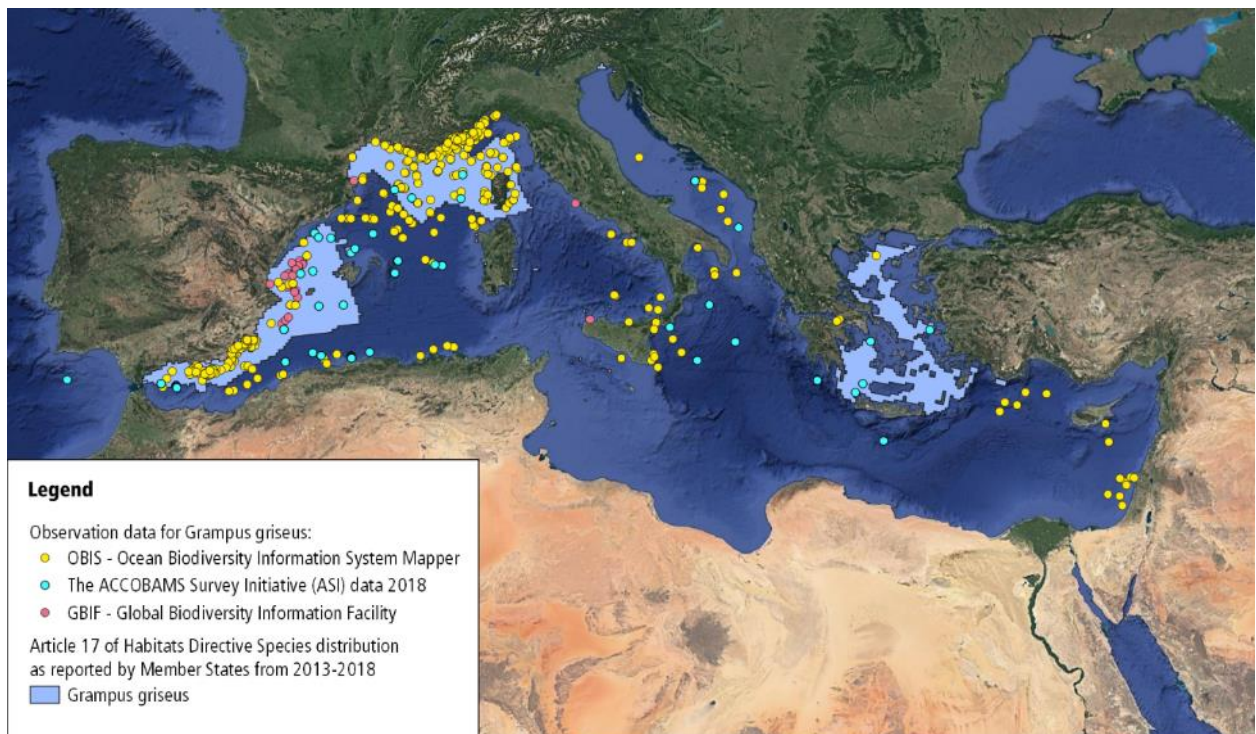 Legend
Observation data for Grampus griseus:
OBIS - Ocean Biodiversity Information System Mapper
The ACCOBAMS Survey Initiative (ASI) data 2018
GBIF - Global Biodiversity Information Facility
Article 17 of Habitats Directive Species distribution
as reported by Member States from 2013-2018
Grampus griseus